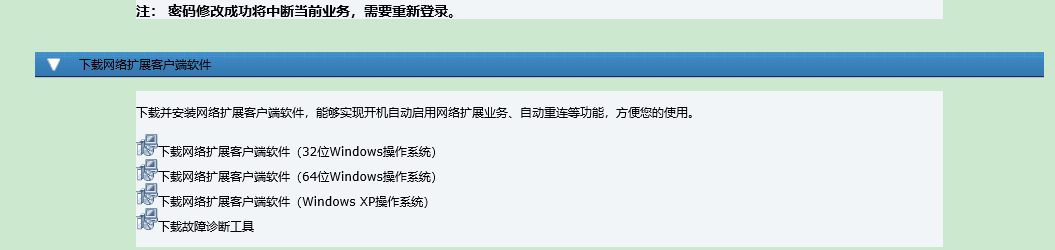 注： 密码修改成功将中断当前业务，需要重新登录。
下载网络扩展客户端软件
下载并安装网络扩展客户端软件，能够实现开机自动启用网络扩展业务、自动重连等功能，方便您的使用。
下载网络扩展客户端软件（32位Windows操作系统）
下载网络扩展客户端软件（64位Windows操作系统）
下载网络扩展客户端软件（Windows XP操作系统）
下载故障诊断工具